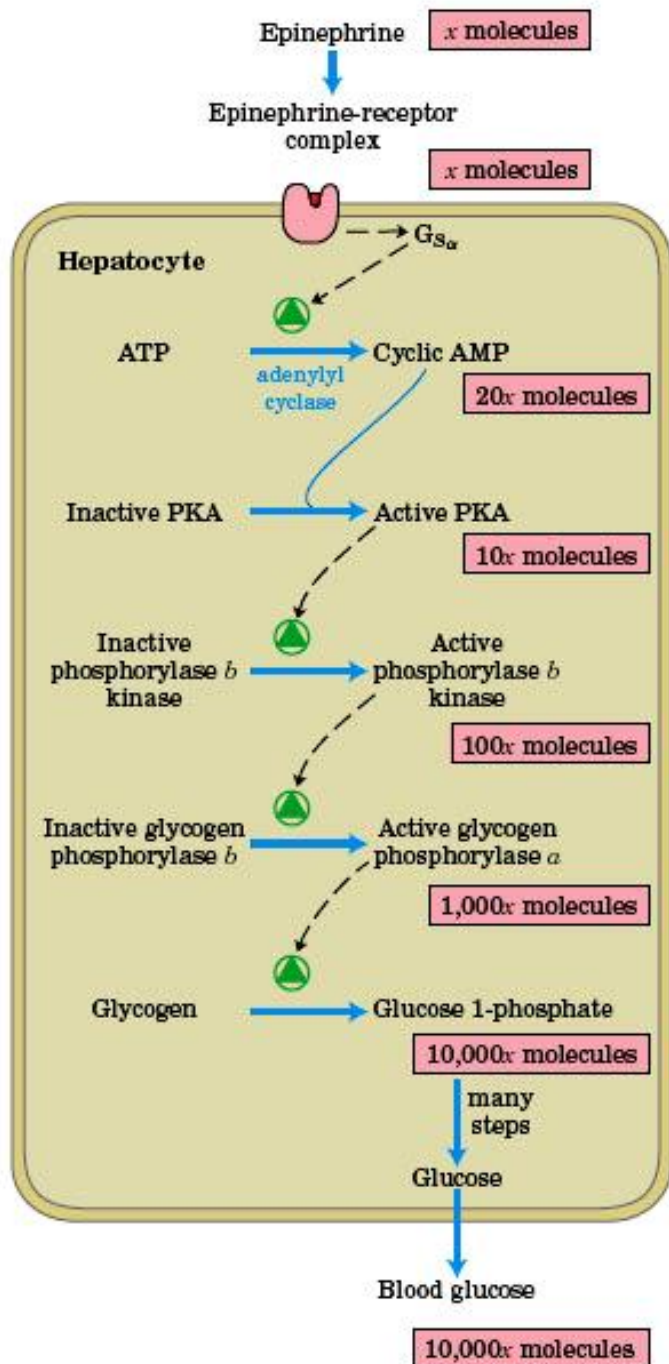 Epinephrine
x molecules
Epinephrine-receptor
complex
x molecules
GSα
Hepatocyte
ATP
Cyclic AMP
adenylyl
cyclase
20x molecules
Inactive PKA
Active PKA
10x molecules
Inactive
phosphorylase b
kinase
Active
phosphorylase b
kinase
100x molecules
Inactive glycogen
phosphorylase b
Active glycogen
phosphorylase a
1,000x molecules
Glycogen
Glucose 1-phosphate
10,000x molecules
many
steps
Glucose
Blood glucose
10,000x molecules